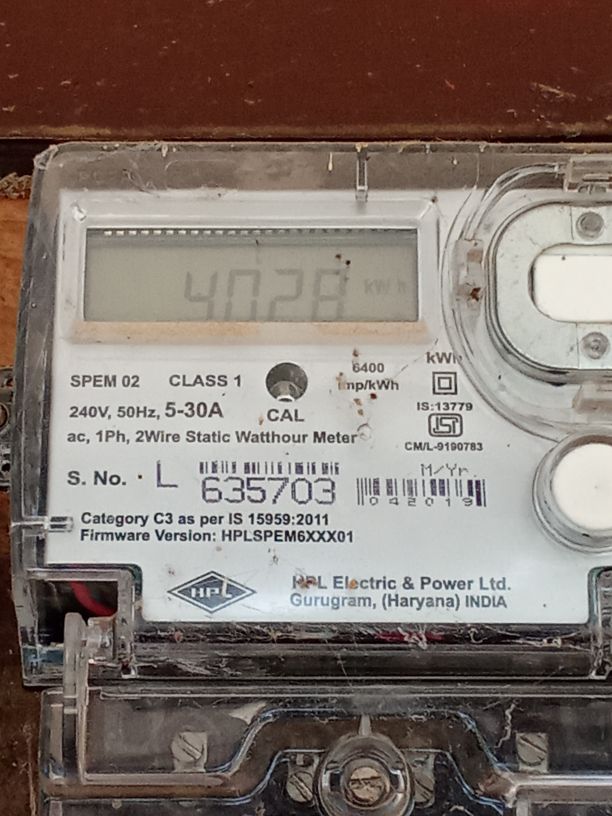 4028 kWh
SPEM 02 CLASS 1
6400 imp/kWh
kWh
240V, 50Hz, 5-30A
CAL
IS:13779
ac, 1Ph, 2Wire Static Watthour Meter
CM/L-9190783
S. No. L 635703
M/Yr.
042019
Category C3 as per IS 15959:2011
Firmware Version: HPLSPEM6XXX01
HPL
HPL Electric & Power Ltd.
Gurugram, (Haryana) INDIA